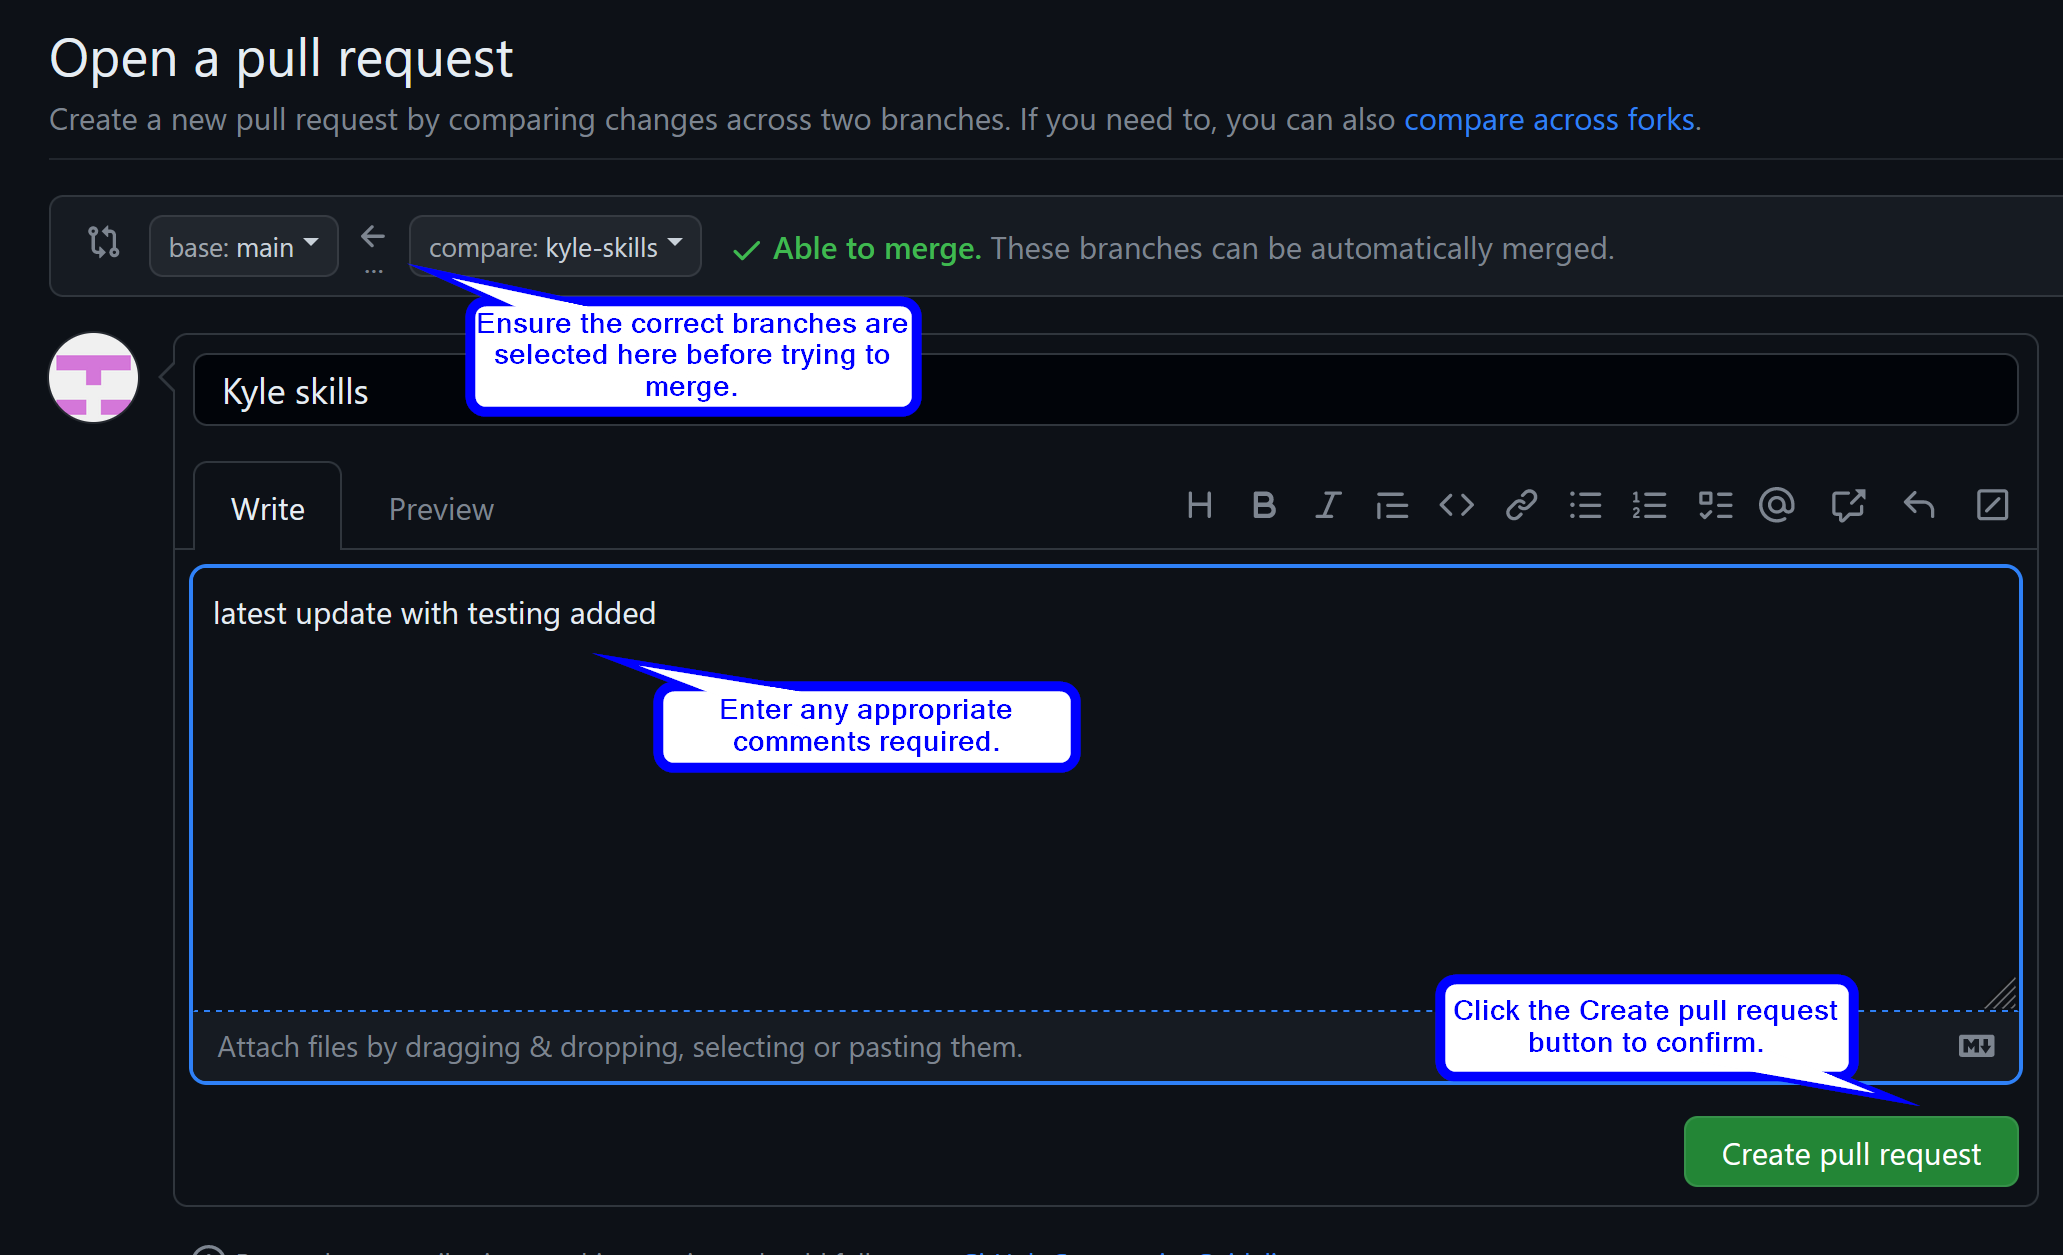 Open a pull request
Create a new pull request by comparing changes across two branches. If you need to, you can also compare across forks.
base: main
...
compare: kyle-skills
Able to merge. These branches can be automatically merged.
Ensure the correct branches are
selected here before trying to
merge.
Kyle skills
Write
Preview
latest update with testing added
Enter any appropriate
comments required.
Click the Create pull request
button to confirm.
Attach files by dragging & dropping, selecting or pasting them.
Create pull request